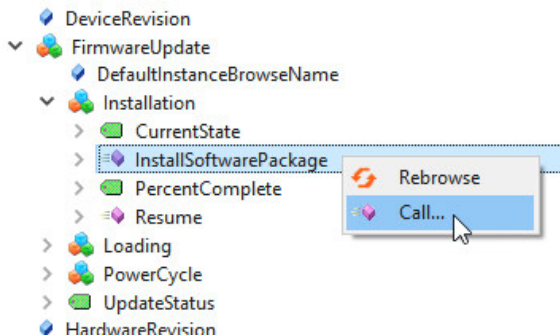 DeviceRevision
FirmwareUpdate
DefaultInstanceBrowseName
Installation
CurrentState
InstallSoftwarePackage
Rebrowse
PercentComplete
Call...
Resume
Loading
PowerCycle
UpdateStatus
HardwareRevision